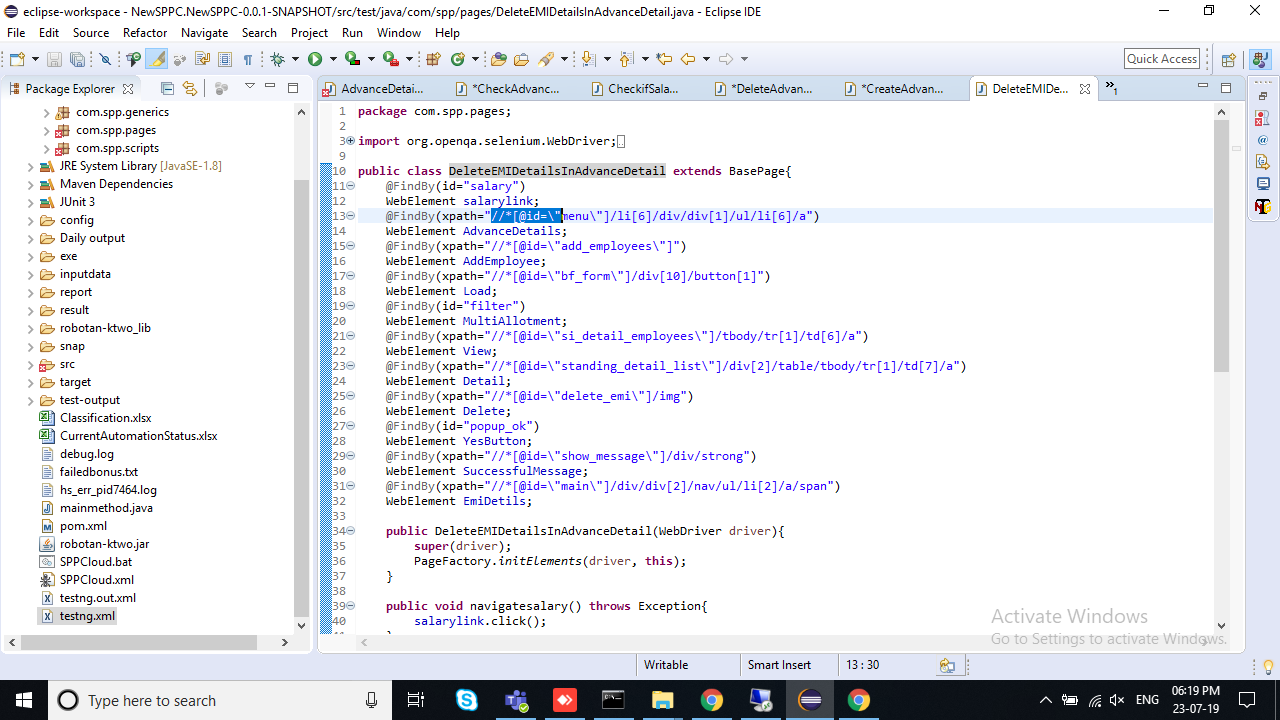 eclipse-workspace - NewSPPC.NewSPPC-0.0.1-SNAPSHOT/src/test/java/com/spp/pages/DeleteEMIDetailsInAdvanceDetail.java - Eclipse IDE
File Edit Source Refactor Navigate Search Project Run Window Help
Quick Access
Package Explorer
com.spp.generics
com.spp.pages
com.spp.scripts
JRE System Library [JavaSE-1.8]
Maven Dependencies
JUnit 3
config
Daily output
exe
inputdata
report
result
robotan-ktwo_lib
snap
src
target
test-output
Classification.xlsx
CurrentAutomationStatus.xlsx
debug.log
failedbonus.txt
hs_err_pid7464.log
mainmethod.java
pom.xml
robotan-ktwo.jar
SPPCloud.bat
SPPCloud.xml
testng.out.xml
testng.xml
AdvanceDetai... *CheckAdvanc... CheckifSala... *DeleteAdvan... *CreateAdvan... DeleteEMIDe... »1
1 package com.spp.pages;
2
3 import org.openqa.selenium.WebDriver;
9
10 public class DeleteEMIDetailsInAdvanceDetail extends BasePage{
11 @FindBy(id="salary")
12 WebElement salarylink;
13 @FindBy(xpath="//*[@id=\"menu\"]/li[6]/div/div[1]/ul/li[6]/a")
14 WebElement AdvanceDetails;
15 @FindBy(xpath="//*[@id=\"add_employees\"]")
16 WebElement AddEmployee;
17 @FindBy(xpath="//*[@id=\"bf_form\"]/div[10]/button[1]")
18 WebElement Load;
19 @FindBy(id="filter")
20 WebElement MultiAllotment;
21 @FindBy(xpath="//*[@id=\"si_detail_employees\"]/tbody/tr[1]/td[6]/a")
22 WebElement View;
23 @FindBy(xpath="//*[@id=\"standing_detail_list\"]/div[2]/table/tbody/tr[1]/td[7]/a")
24 WebElement Detail;
25 @FindBy(xpath="//*[@id=\"delete_emi\"]/img")
26 WebElement Delete;
27 @FindBy(id="popup_ok")
28 WebElement YesButton;
29 @FindBy(xpath="//*[@id=\"show_message\"]/div/strong")
30 WebElement SuccessfulMessage;
31 @FindBy(xpath="//*[@id=\"main\"]/div/div[2]/nav/ul/li[2]/a/span")
32 WebElement EmiDetils;
33
34 public DeleteEMIDetailsInAdvanceDetail(WebDriver driver){
35 super(driver);
36 PageFactory.initElements(driver, this);
37 }
38
39 public void navigatesalary() throws Exception{
40 salarylink.click();
Activate Windows
Go to Settings to activate Windows.
Writable Smart Insert 13 : 30
Type here to search
ENG
06:19 PM
23-07-19